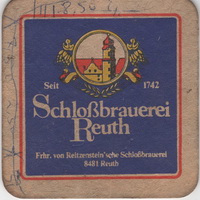 Seit 1742
Schloßbrauerei
Reuth
Frhr. von Reitzenstein'sche Schloßbrauerei
8481 Reuth